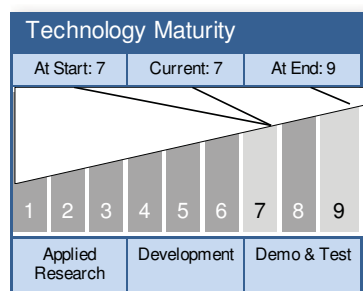 Technology Maturity
At Start: 7 Current: 7 At End: 9
1 2 3 4 5 6 7 8 9
Applied Development Demo & Test
Research